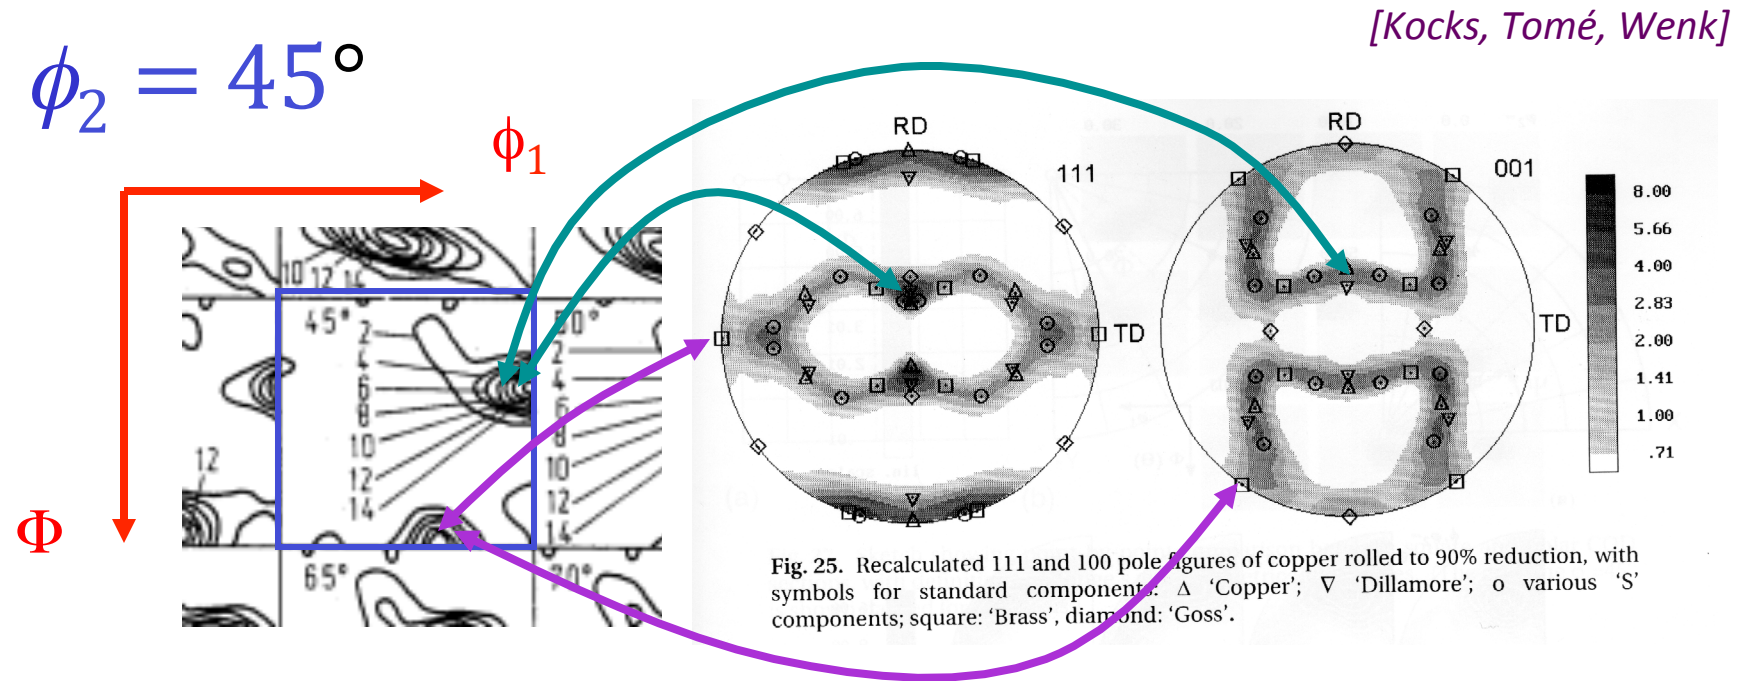 [Kocks, Tomé, Wenk]
ϕ2 = 45°
ϕ1
Φ
10 12 14
45°
2
4
6
8
10
12
14
2
4
6
8
10
12
14
12
65°
70°
RD
111
TD
RD
001
TD
8.00
5.66
4.00
2.83
2.00
1.41
1.00
.71
Fig. 25. Recalculated 111 and 100 pole figures of copper rolled to 90% reduction, with
symbols for standard components: Δ 'Copper'; ∇ 'Dillamore'; o various 'S'
components; square: 'Brass', diamond: 'Goss'.